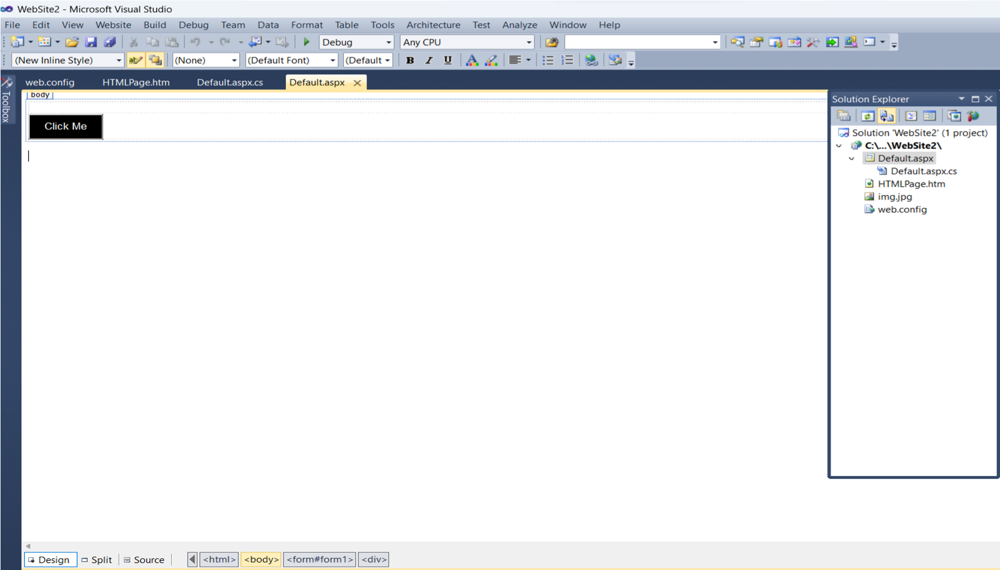 WebSite2 - Microsoft Visual Studio
File Edit View Website Build Debug Team Data Format Table Tools Architecture Test Analyze Window Help
Debug Any CPU
(New Inline Style) (None) (Default Font) (Default B I U
Toolbox
web.config HTMLPage.htm Default.aspx.cs Default.aspx
body
Click Me
Solution Explorer
Solution 'WebSite2' (1 project)
C:\...\WebSite2\
Default.aspx
Default.aspx.cs
HTMLPage.htm
img.jpg
web.config
Design Split Source <html> <body> <form#form1> <div>